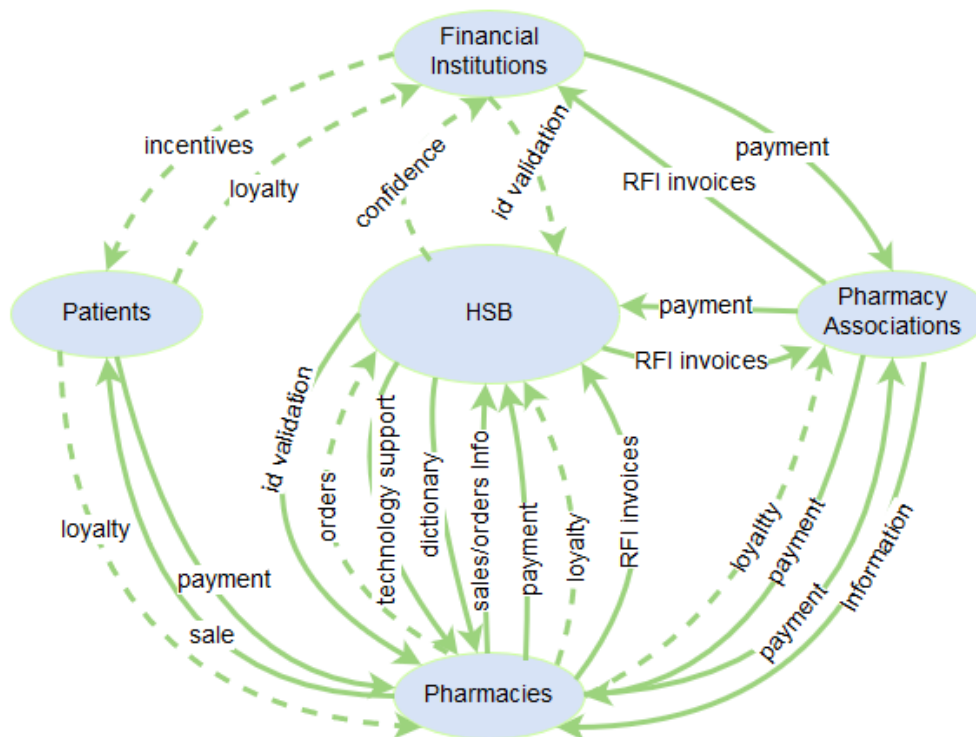 Financial
Institutions
incentives
loyalty
confidence
id validation
payment
RFI invoices
Patients
HSB
Pharmacy
Associations
payment
RFI invoices
id validation
orders
technology support
dictionary
sales/orders Info
payment
loyalty
RFI invoices
loyaltty
payment
payment
Information
loyalty
payment
sale
Pharmacies